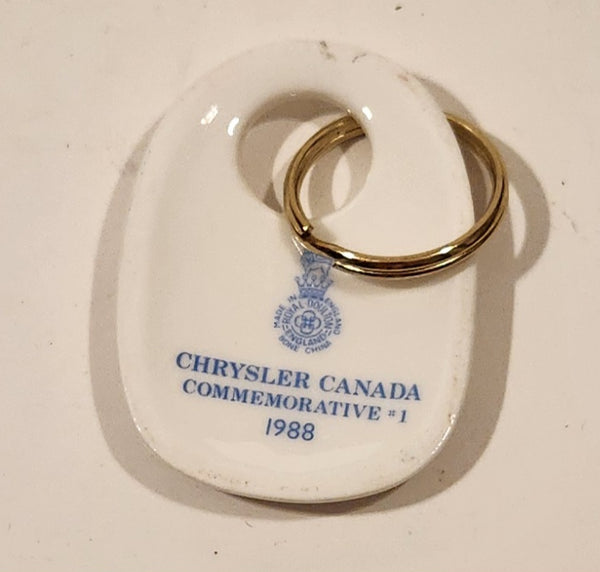 MADE IN ENGLAND
ROYAL DOULTON
ENGLAND
BONE CHINA
CHRYSLER CANADA
COMMEMORATIVE #1
1988